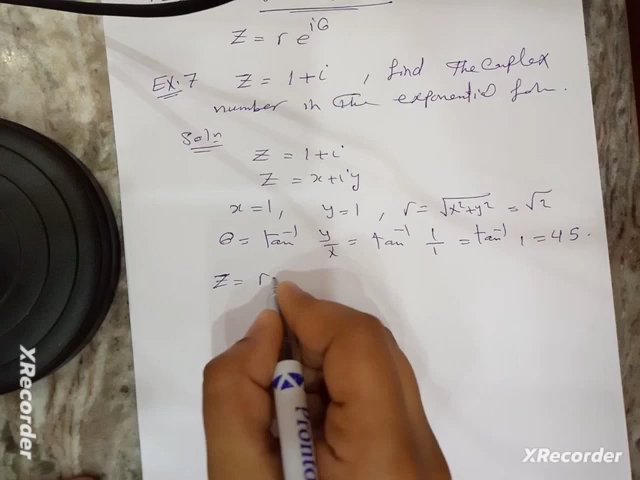 Z = r e^iθ
Ex.7 Z = 1+i , find The Complex
number in The exponential form.
Soln
Z = 1+i
Z = x+iy
x=1, y=1, r= √x²+y² = √2
θ = tan⁻¹ y/x = tan⁻¹ 1/1 = tan⁻¹ 1 = 45.
Z = r
Pronto
XRecorder
XRecorder